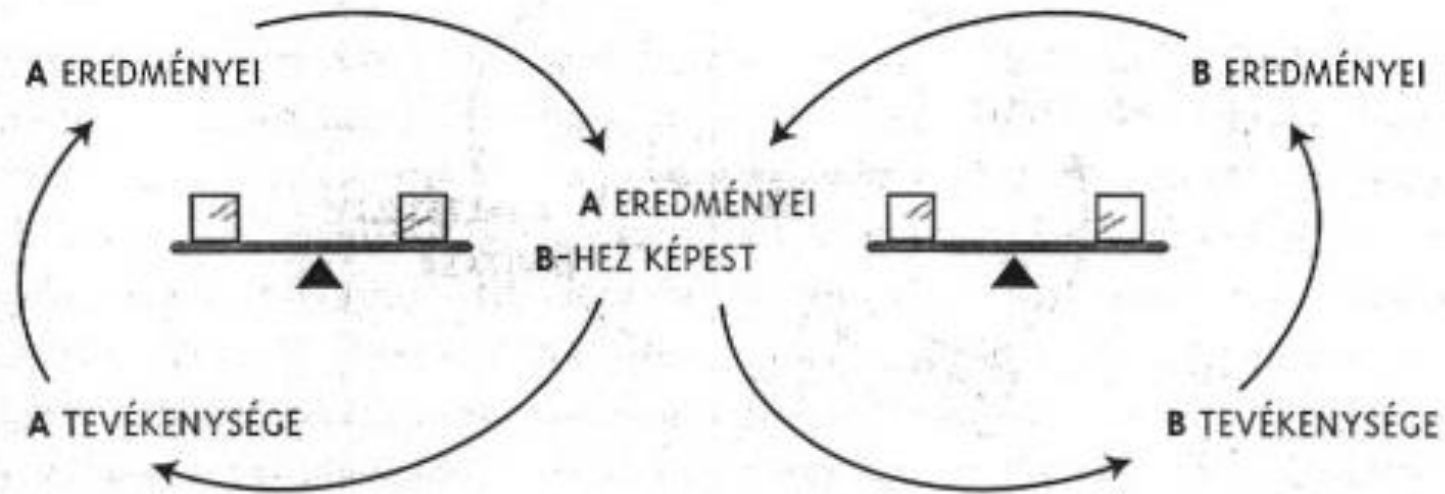 A EREDMÉNYEI
B EREDMÉNYEI
A EREDMÉNYEI
B-HEZ KÉPEST
A TEVÉKENYSÉGE
B TEVÉKENYSÉGE